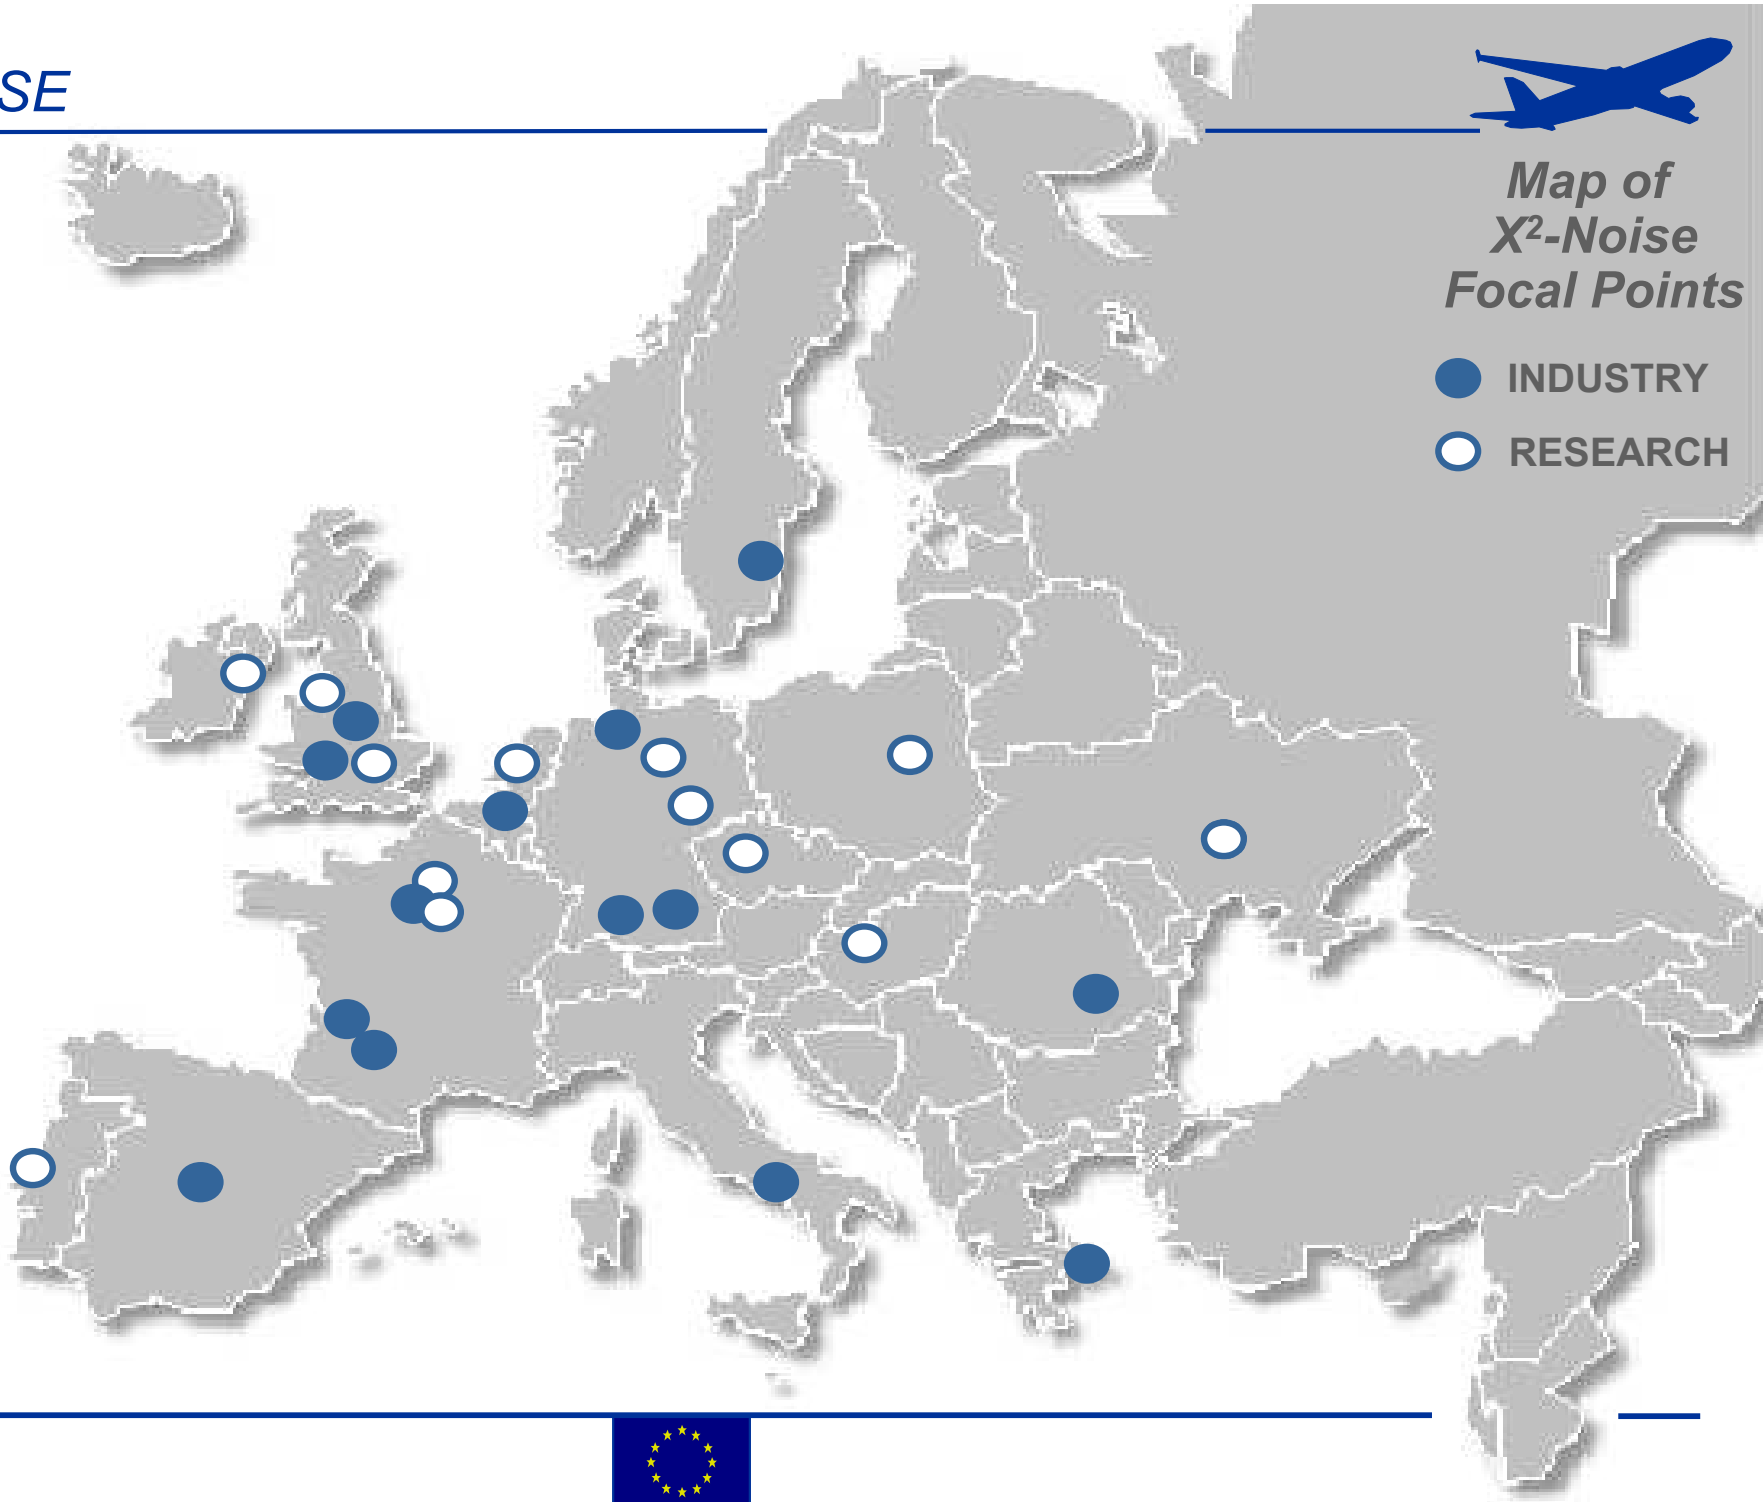 SE
Map of
X²-Noise
Focal Points
INDUSTRY
RESEARCH